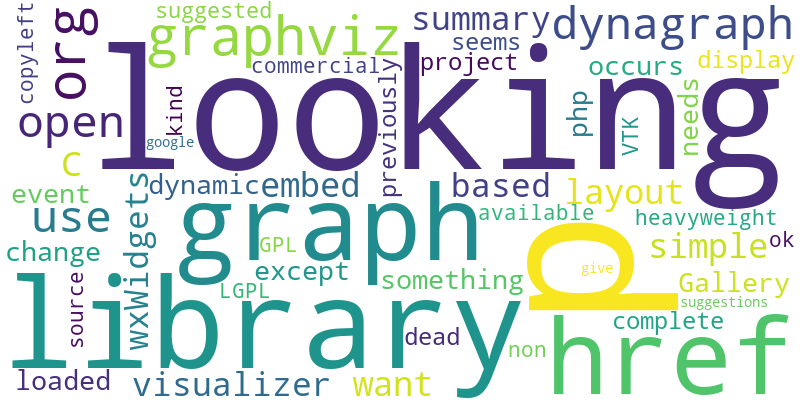 suggested
copyleft
org
graphviz
summary
dynagraph
seems
commercial
project
occurs
display
looking
open
kind
google
previously
php
VTK
needs
C
event
dynamic
embed
based
layout
use
wxWidgets
graph
available
heavyweight
change
GPL
except
simple
ok
p
give
source
LGPL
something
Gallery
suggestions
library
dead
complete
non
href
loaded
visualizer
want